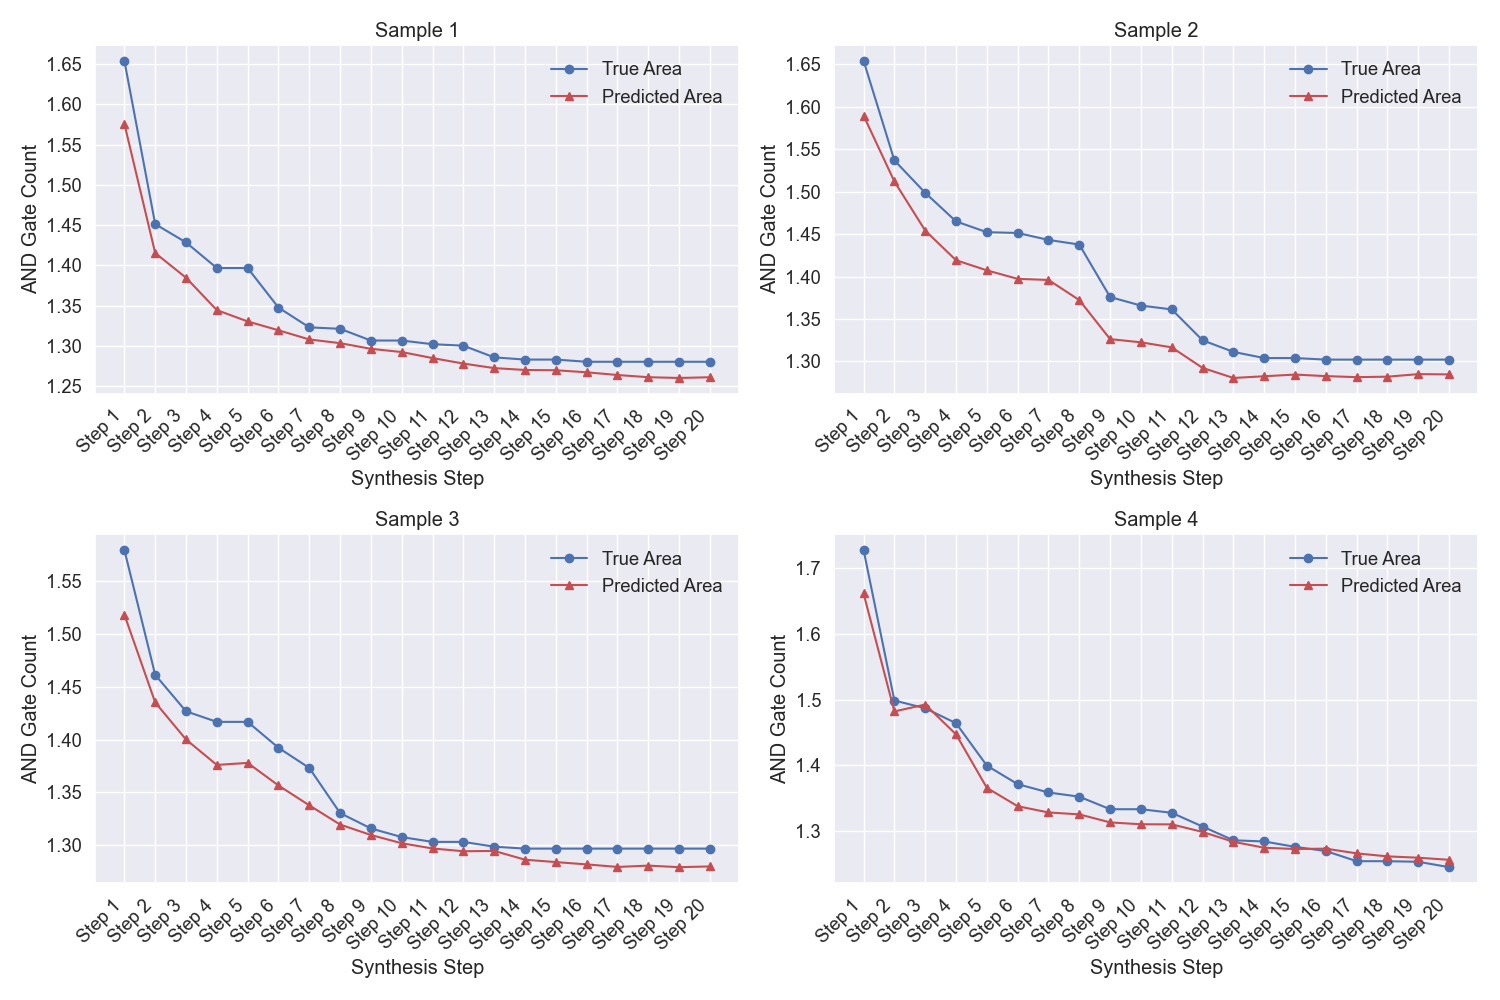 Sample 1
AND Gate Count
1.65
1.60
1.55
1.50
1.45
1.40
1.35
1.30
1.25
True Area
Predicted Area
Step 1
Step 2
Step 3
Step 4
Step 5
Step 6
Step 7
Step 8
Step 9
Step 10
Step 11
Step 12
Step 13
Step 14
Step 15
Step 16
Step 17
Step 18
Step 19
Step 20
Synthesis Step
Sample 2
AND Gate Count
1.65
1.60
1.55
1.50
1.45
1.40
1.35
1.30
True Area
Predicted Area
Step 1
Step 2
Step 3
Step 4
Step 5
Step 6
Step 7
Step 8
Step 9
Step 10
Step 11
Step 12
Step 13
Step 14
Step 15
Step 16
Step 17
Step 18
Step 19
Step 20
Synthesis Step
Sample 3
AND Gate Count
1.55
1.50
1.45
1.40
1.35
1.30
True Area
Predicted Area
Step 1
Step 2
Step 3
Step 4
Step 5
Step 6
Step 7
Step 8
Step 9
Step 10
Step 11
Step 12
Step 13
Step 14
Step 15
Step 16
Step 17
Step 18
Step 19
Step 20
Synthesis Step
Sample 4
AND Gate Count
1.7
1.6
1.5
1.4
1.3
True Area
Predicted Area
Step 1
Step 2
Step 3
Step 4
Step 5
Step 6
Step 7
Step 8
Step 9
Step 10
Step 11
Step 12
Step 13
Step 14
Step 15
Step 16
Step 17
Step 18
Step 19
Step 20
Synthesis Step